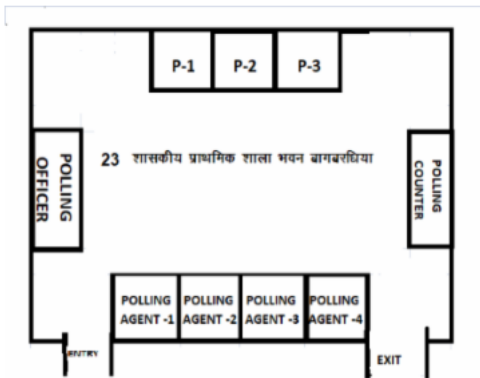 P-1 P-2 P-3
POLLING OFFICER
23 शासकीय प्राथमिक शाला भवन बागबरधिया
POLLING COUNTER
POLLING AGENT -1
POLLING AGENT -2
POLLING AGENT -3
POLLING AGENT -4
ENTRY
EXIT